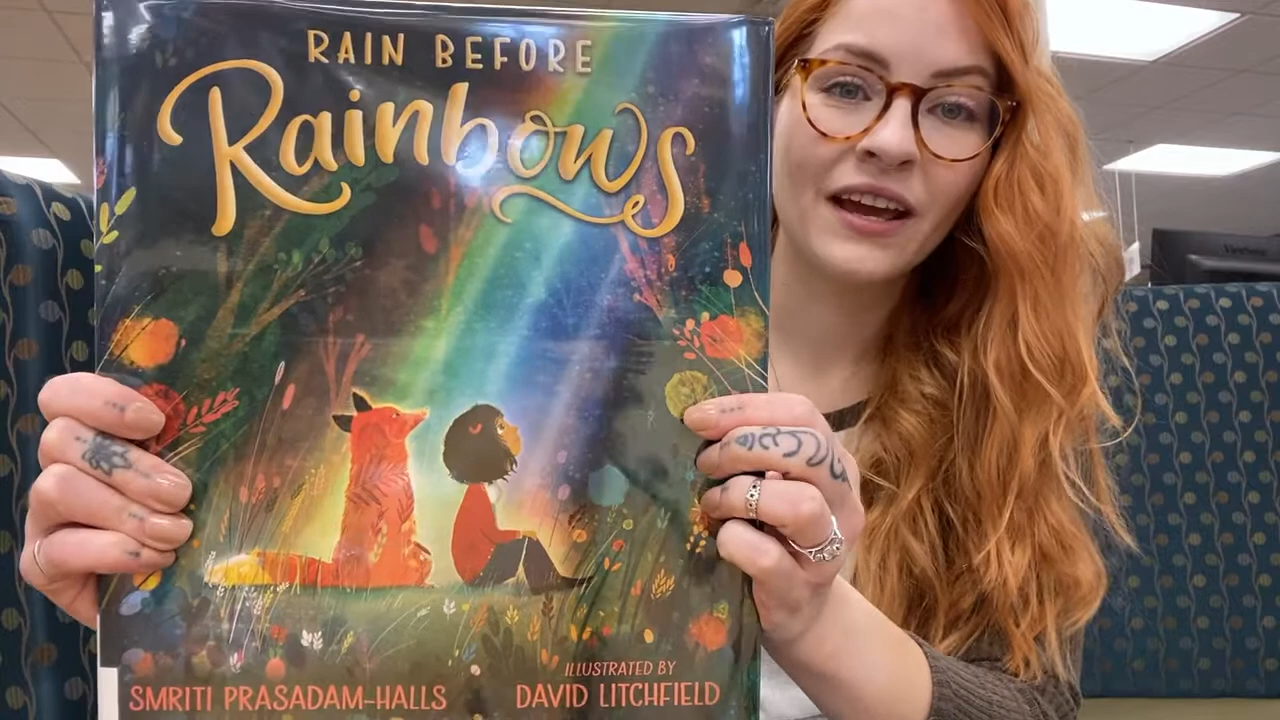 RAIN BEFORE
Rainbows
ILLUSTRATED BY
SMRITI PRASADAM-HALLS
DAVID LITCHFIELD